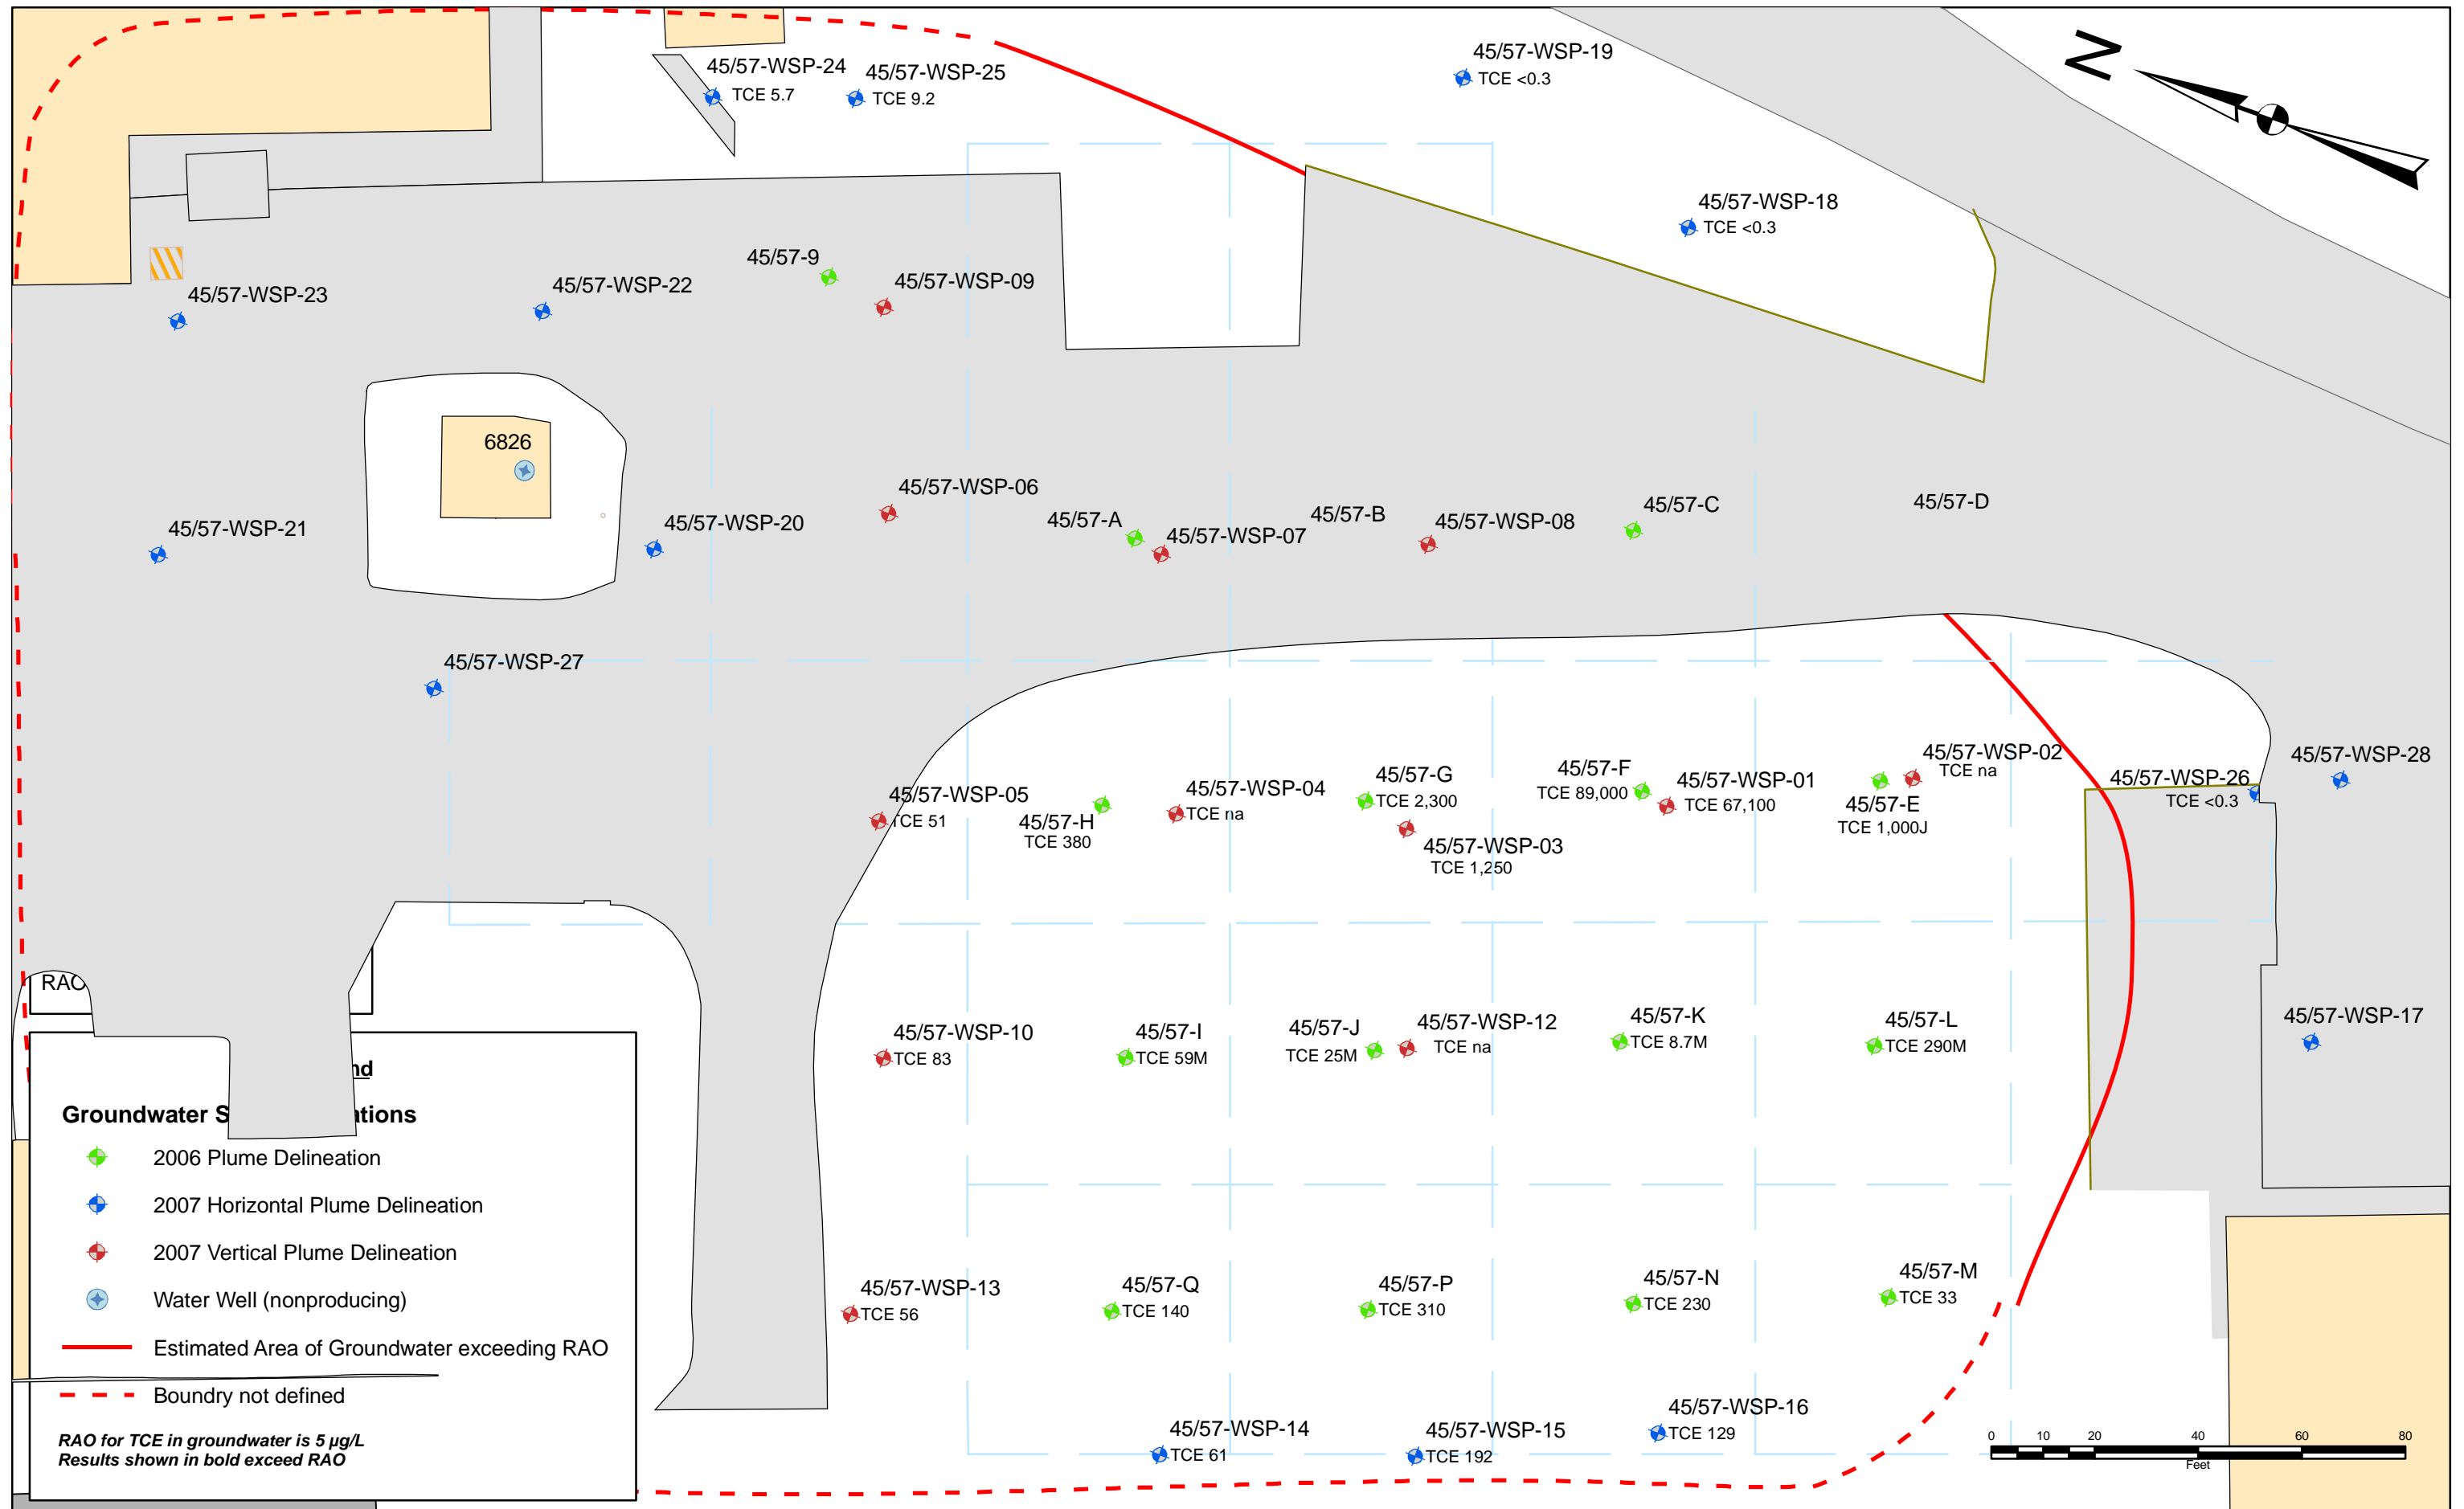 45/57-WSP-24
TCE 5.7
45/57-WSP-25
TCE 9.2
45/57-WSP-19
TCE <0.3
N
45/57-WSP-18
TCE <0.3
45/57-WSP-23
45/57-WSP-22
45/57-9
45/57-WSP-09
6826
45/57-WSP-21
45/57-WSP-20
45/57-WSP-06
45/57-A
45/57-WSP-07
45/57-B
45/57-WSP-08
45/57-C
45/57-D
45/57-WSP-27
45/57-WSP-05
TCE 51
45/57-H
TCE 380
45/57-WSP-04
TCE na
45/57-G
TCE 2,300
45/57-WSP-03
TCE 1,250
45/57-F
TCE 89,000
45/57-WSP-01
TCE 67,100
45/57-WSP-02
TCE na
45/57-E
TCE 1,000J
45/57-WSP-26
TCE <0.3
45/57-WSP-28
45/57-WSP-10
TCE 83
45/57-I
TCE 59M
45/57-J
TCE 25M
45/57-WSP-12
TCE na
45/57-K
TCE 8.7M
45/57-L
TCE 290M
45/57-WSP-17
45/57-WSP-13
TCE 56
45/57-Q
TCE 140
45/57-P
TCE 310
45/57-N
TCE 230
45/57-M
TCE 33
45/57-WSP-14
TCE 61
45/57-WSP-15
TCE 192
45/57-WSP-16
TCE 129
RAO
nd
Groundwater S ations
2006 Plume Delineation
2007 Horizontal Plume Delineation
2007 Vertical Plume Delineation
Water Well (nonproducing)
Estimated Area of Groundwater exceeding RAO
Boundry not defined
RAO for TCE in groundwater is 5 µg/L
Results shown in bold exceed RAO
0 10 20 40 60 80
Feet